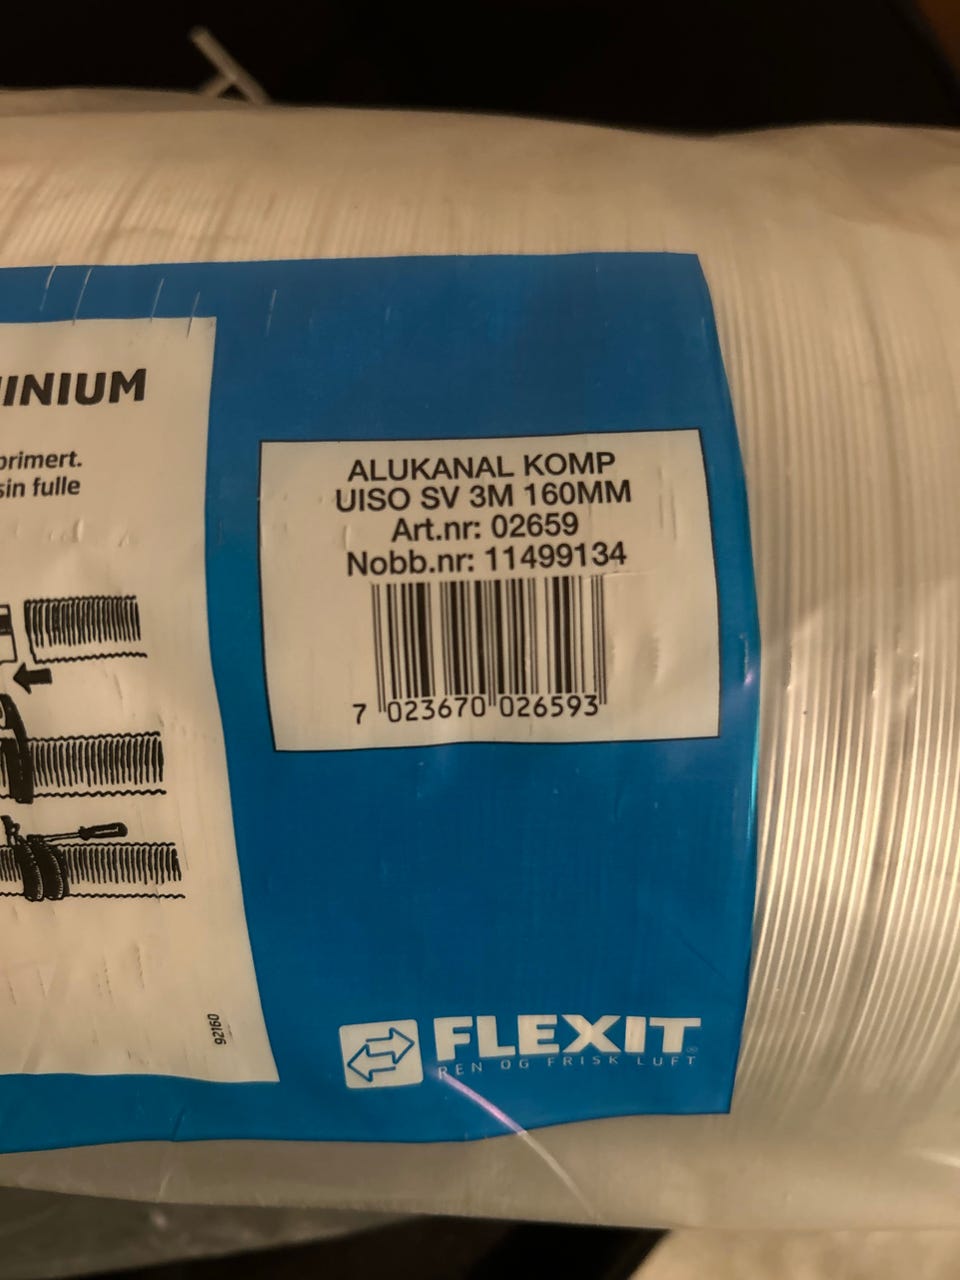 INIUM
primert.
sin fulle
ALUKANAL KOMP
UISO SV 3M 160MM
Art.nr: 02659
Nobb.nr: 11499134
7 023670 026593
92160
FLEXIT
REN OG FRISK LUFT